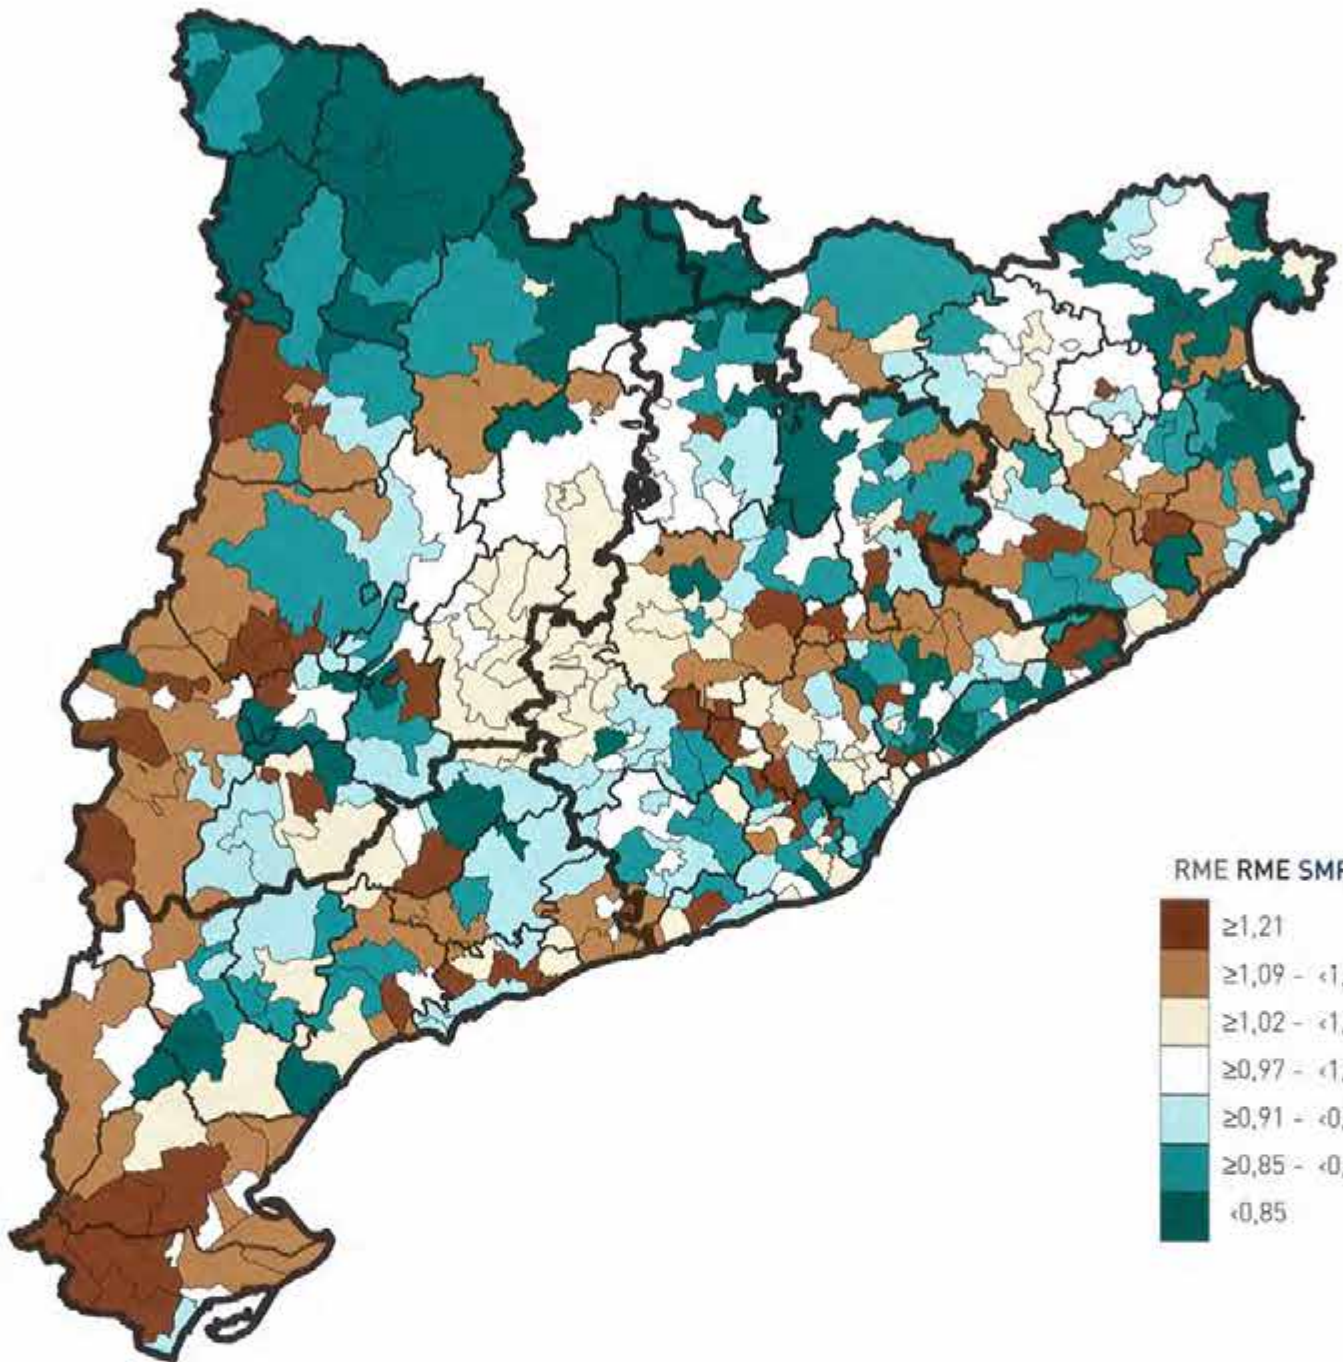 RME RME SMR
≥1,21
≥1,09 - <1,
≥1,02 - <1,
≥0,97 - <1,
≥0,91 - <0,
≥0,85 - <0,
<0,85